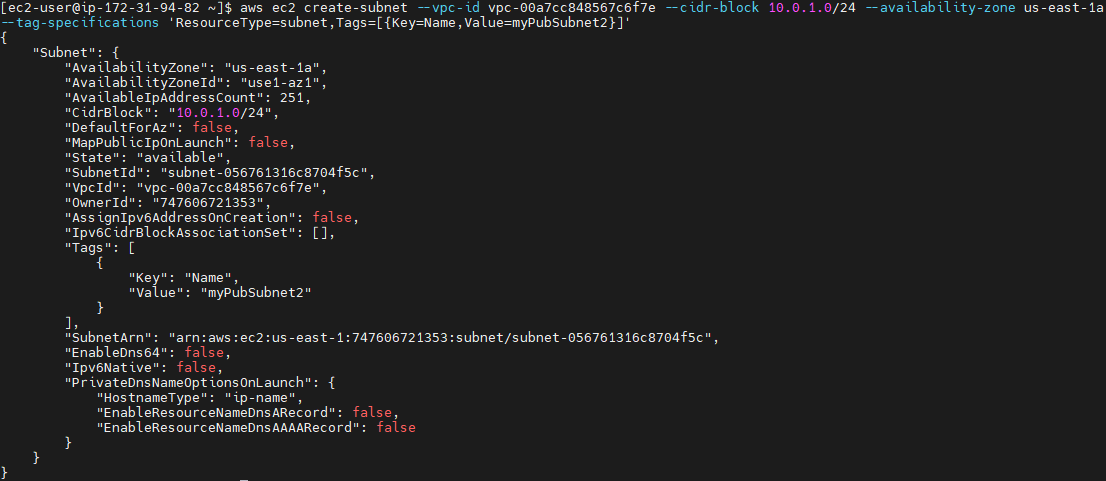 [ec2-user@ip-172-31-94-82 ~]$ aws ec2 create-subnet --vpc-id vpc-00a7cc848567c6f7e --cidr-block 10.0.1.0/24 --availability-zone us-east-1a
--tag-specifications 'ResourceType=subnet,Tags=[{Key=Name,Value=myPubSubnet2}]'
{
    "Subnet": {
        "AvailabilityZone": "us-east-1a",
        "AvailabilityZoneId": "use1-az1",
        "AvailableIpAddressCount": 251,
        "CidrBlock": "10.0.1.0/24",
        "DefaultForAz": false,
        "MapPublicIpOnLaunch": false,
        "State": "available",
        "SubnetId": "subnet-056761316c8704f5c",
        "VpcId": "vpc-00a7cc848567c6f7e",
        "OwnerId": "747606721353",
        "AssignIpv6AddressOnCreation": false,
        "Ipv6CidrBlockAssociationSet": [],
        "Tags": [
            {
                "Key": "Name",
                "Value": "myPubSubnet2"
            }
        ],
        "SubnetArn": "arn:aws:ec2:us-east-1:747606721353:subnet/subnet-056761316c8704f5c",
        "EnableDns64": false,
        "Ipv6Native": false,
        "PrivateDnsNameOptionsOnLaunch": {
            "HostnameType": "ip-name",
            "EnableResourceNameDnsARecord": false,
            "EnableResourceNameDnsAAAARecord": false
        }
    }
}